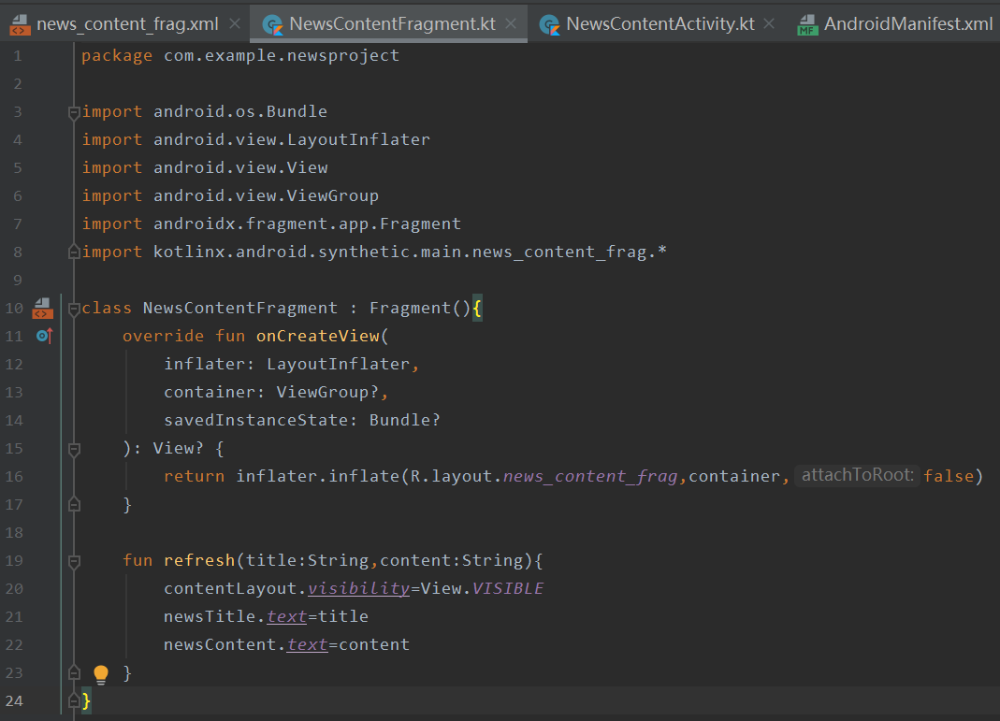 news_content_frag.xml NewsContentFragment.kt NewsContentActivity.kt AndroidManifest.xml
1 package com.example.newsproject
2
3 import android.os.Bundle
4 import android.view.LayoutInflater
5 import android.view.View
6 import android.view.ViewGroup
7 import androidx.fragment.app.Fragment
8 import kotlinx.android.synthetic.main.news_content_frag.*
9
10 class NewsContentFragment : Fragment(){
11     override fun onCreateView(
12         inflater: LayoutInflater,
13         container: ViewGroup?,
14         savedInstanceState: Bundle?
15     ): View? {
16         return inflater.inflate(R.layout.news_content_frag,container, attachToRoot: false)
17     }
18
19     fun refresh(title:String,content:String){
20         contentLayout.visibility=View.VISIBLE
21         newsTitle.text=title
22         newsContent.text=content
23     }
24 }